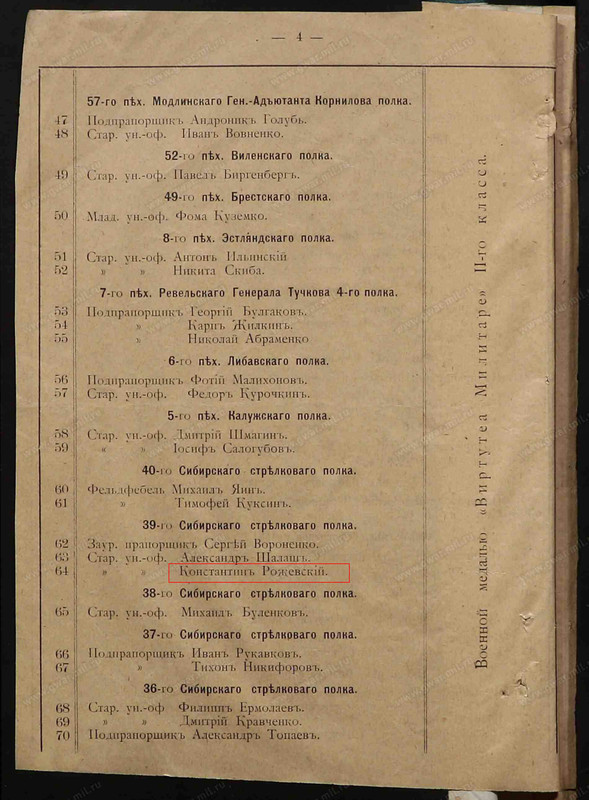 — 4 —
57-го пѣх. Модлинскаго Ген.-Адъютанта Корнилова полка.
47 Подпрапорщикъ Андроникъ Голубь.
48 Стар. ун.-оф. Иванъ Вовненко.
52-го пѣх. Виленскаго полка.
49 Стар. ун.-оф. Павелъ Биргенбергъ.
49-го пѣх. Брестскаго полка.
50 Млад. ун.-оф. Фома Куземко.
8-го пѣх. Эстляндскаго полка.
51 Стар. ун.-оф. Антонъ Ильинскій
52 » » Никита Скиба.
7-го пѣх. Ревельскаго Генерала Тучкова 4-го полка.
53 Подпрапорщикъ Георгій Булгаковъ.
54 » Карпъ Жилкинъ.
55 » Николай Абраменко
6-го пѣх. Либавскаго полка.
56 Подпрапорщикъ Фотій Малихоновъ.
57 Стар. ун.-оф. Федоръ Курочкинъ.
5-го пѣх. Калужскаго полка.
58 Стар. ун.-оф. Дмитрій Шмагинъ.
59 » » Іосифъ Салогубовъ.
40-го Сибирскаго стрѣлковаго полка.
60 Фельдфебель Михаилъ Яинъ.
61 » Тимофей Куксинъ.
39-го Сибирскаго стрѣлковаго полка.
62 Заур. прапорщикъ Сергѣй Вороненко.
63 Стар. ун.-оф. Александръ Шалашъ.
64 » » Константинъ Рожевскій.
38-го Сибирскаго стрѣлковаго полка.
65 Стар. ун.-оф. Михаилъ Буленковъ.
37-го Сибирскаго стрѣлковаго полка.
66 Подпрапорщикъ Иванъ Рукавковъ.
67 » Тихонъ Никифоровъ.
36-го Сибирскаго стрѣлковаго полка.
68 Стар. ун.-оф Филиппъ Ермолаевъ.
69 » » Дмитрій Кравченко.
70 Подпрапорщикъ Александръ Топаевъ.
Военной медалью «Виртутеа Милитаре» II-го класса.